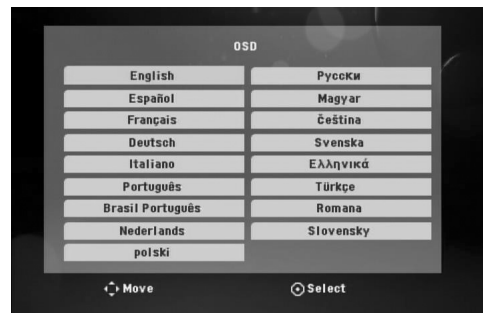 OSD
English
Русски
Español
Magyar
Français
čeština
Deutsch
Svenska
Italiano
Ελληνικά
Português
Türkçe
Brasil Português
Romana
Nederlands
Slovensky
polski
Move
Select